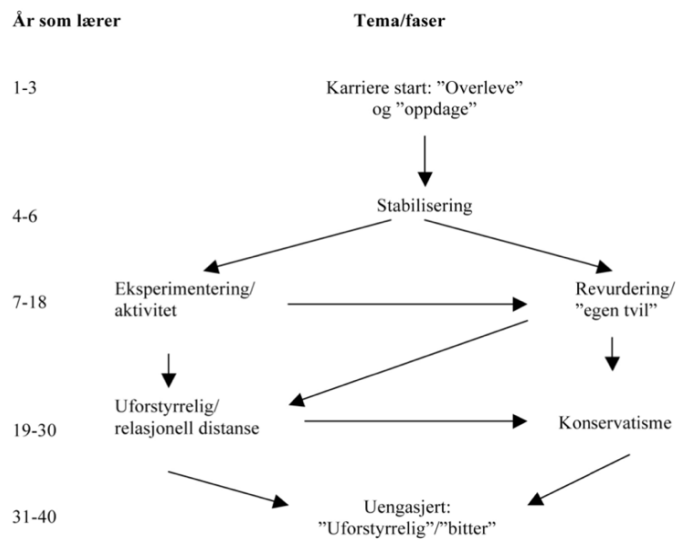 År som lærer
Tema/faser
1-3
Karriere start: ”Overleve”
og ”oppdage”
4-6
Stabilisering
7-18
Eksperimentering/
aktivitet
Revurdering/
”egen tvil”
19-30
Uforstyrrelig/
relasjonell distanse
Konservatisme
31-40
Uengasjert:
”Uforstyrrelig”/”bitter”